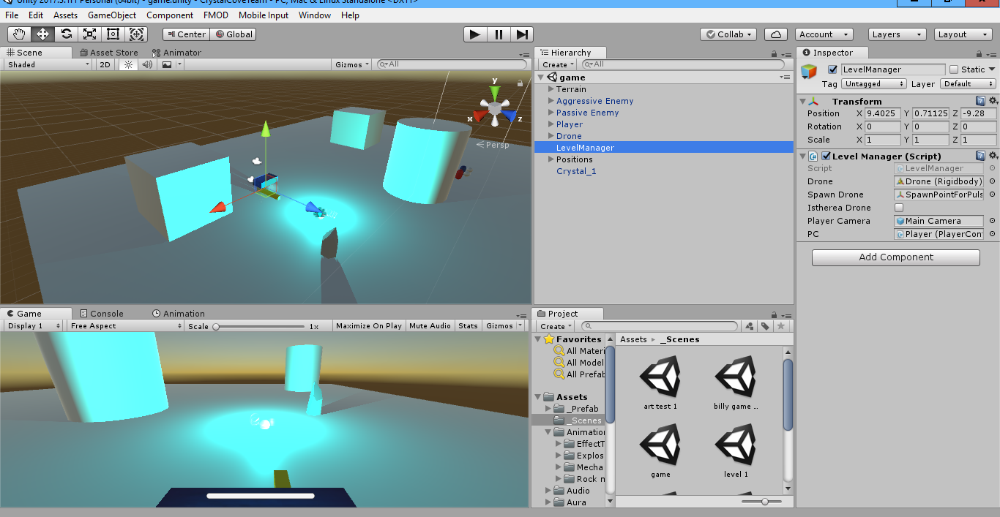 Unity 2017.3.1f1 Personal (64bit) - game.unity - CrystalCoveTeam - PC, Mac & Linux Standalone <DX11>
File Edit Assets GameObject Component FMOD Mobile Input Window Help
Center Global Collab Account Layers Layout
Scene Asset Store Animator
Shaded 2D Gizmos All
y
x z
Persp
Hierarchy
Create All
game
Terrain
Aggressive Enemy
Passive Enemy
Player
Drone
LevelManager
Positions
Crystal_1
Inspector
LevelManager Static
Tag Untagged Layer Default
Transform
Position X 9.4025 Y 0.71125 Z -9.28
Rotation X 0 Y 0 Z 0
Scale X 1 Y 1 Z 1
Level Manager (Script)
Script LevelManager
Drone Drone (Rigidbody)
Spawn Drone SpawnPointForPuls
Istherea Drone
Player Camera Main Camera
PC Player (PlayerCon
Add Component
Game Console Animation
Display 1 Free Aspect Scale 1x Maximize On Play Mute Audio Stats Gizmos
Project
Create
Favorites
All Materi
All Model
All Prefab
Assets
_Prefab
_Scenes
Animation
EffectT
Explos
Mecha
Rock n
Audio
Aura
Assets _Scenes
art test 1 billy game ...
game level 1